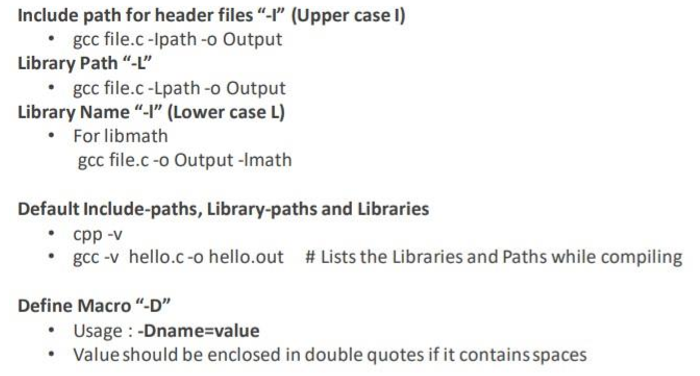 Include path for header files “-I” (Upper case I)
• gcc file.c -Ipath -o Output
Library Path “-L”
• gcc file.c -Lpath -o Output
Library Name “-l” (Lower case L)
• For libmath
gcc file.c -o Output -lmath
Default Include-paths, Library-paths and Libraries
• cpp -v
• gcc -v hello.c -o hello.out # Lists the Libraries and Paths while compiling
Define Macro “-D”
• Usage : -Dname=value
• Value should be enclosed in double quotes if it contains spaces